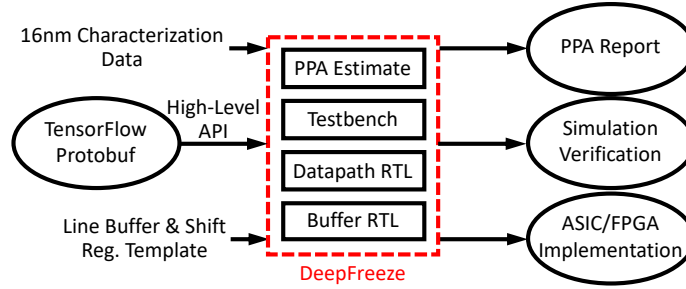 16nm Characterization
Data
High-Level
API
TensorFlow
Protobuf
Line Buffer & Shift
Reg. Template
PPA Estimate
Testbench
Datapath RTL
Buffer RTL
DeepFreeze
PPA Report
Simulation
Verification
ASIC/FPGA
Implementation